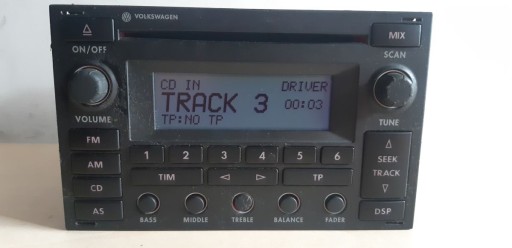 VOLKSWAGEN
MIX
ON/OFF
SCAN
CD IN DRIVER
TRACK 3 00:03
TP:NO TP
VOLUME
TUNE
FM
AM
CD
AS
1 2 3 4 5 6
TIM
TP
SEEK
TRACK
DSP
BASS MIDDLE TREBLE BALANCE FADER